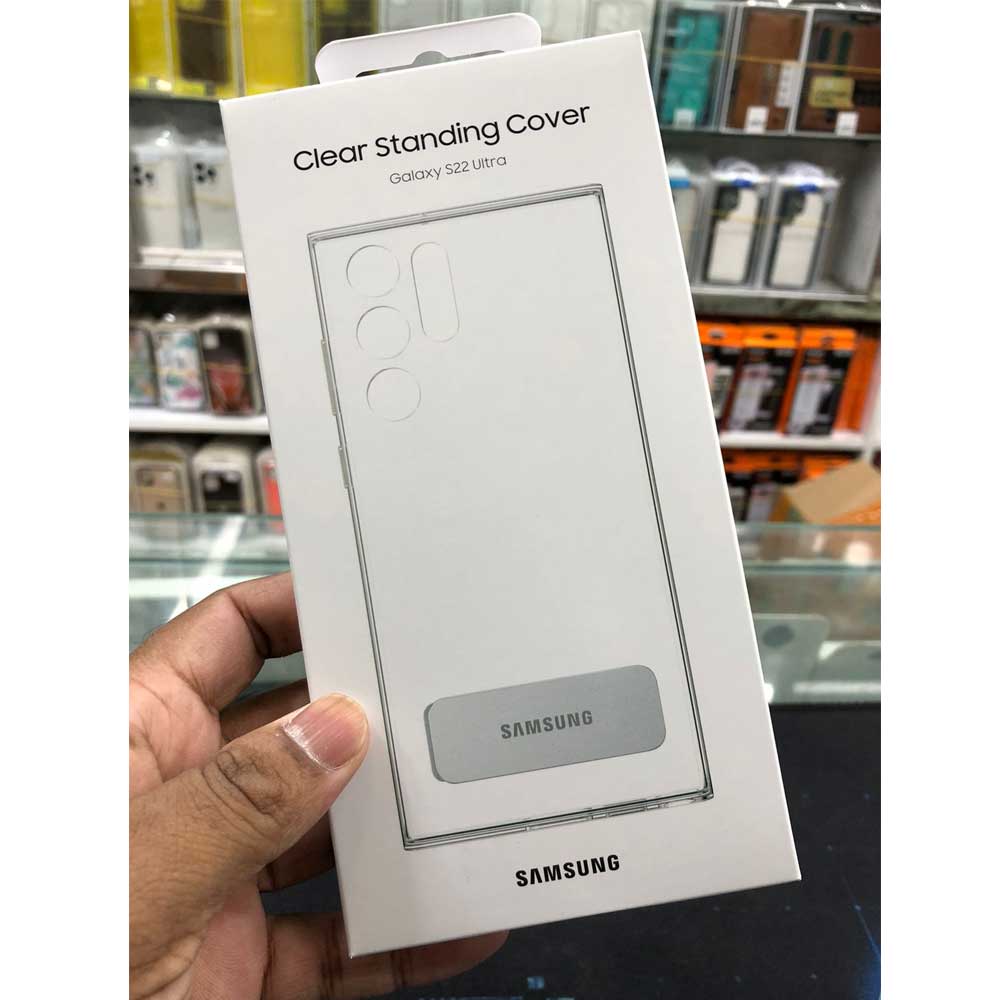 Clear Standing Cover
Galaxy S22 Ultra
SAMSUNG
SAMSUNG